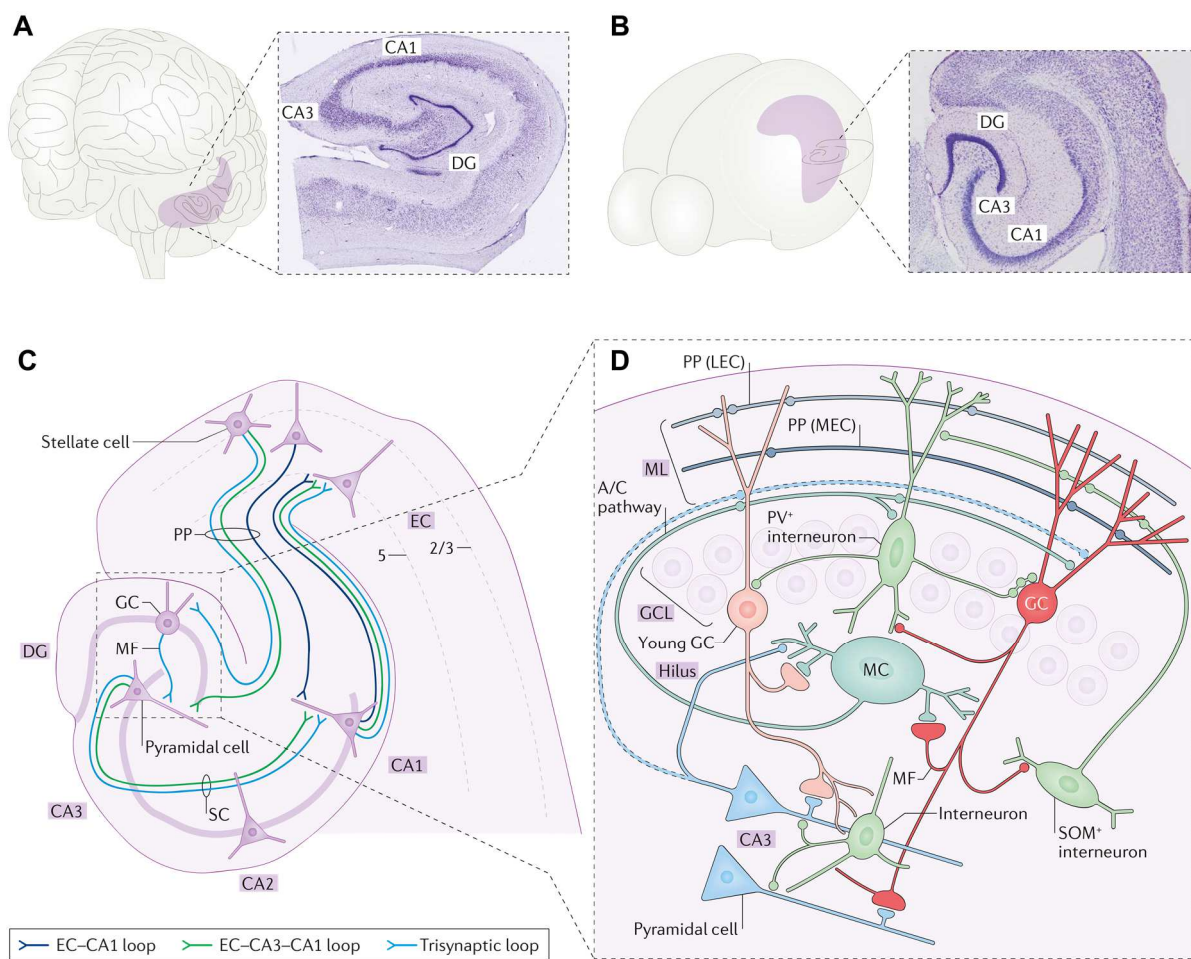 A
CA1
CA3
DG
B
DG
CA3
CA1
C
Stellate cell
PP
EC
5
2/3
GC
MF
DG
Pyramidal cell
CA1
CA3
SC
CA2
EC–CA1 loop
EC–CA3–CA1 loop
Trisynaptic loop
D
PP (LEC)
PP (MEC)
ML
A/C
pathway
PV+
interneuron
GCL
GC
Young GC
Hilus
MC
MF
Interneuron
CA3
SOM+
interneuron
Pyramidal cell